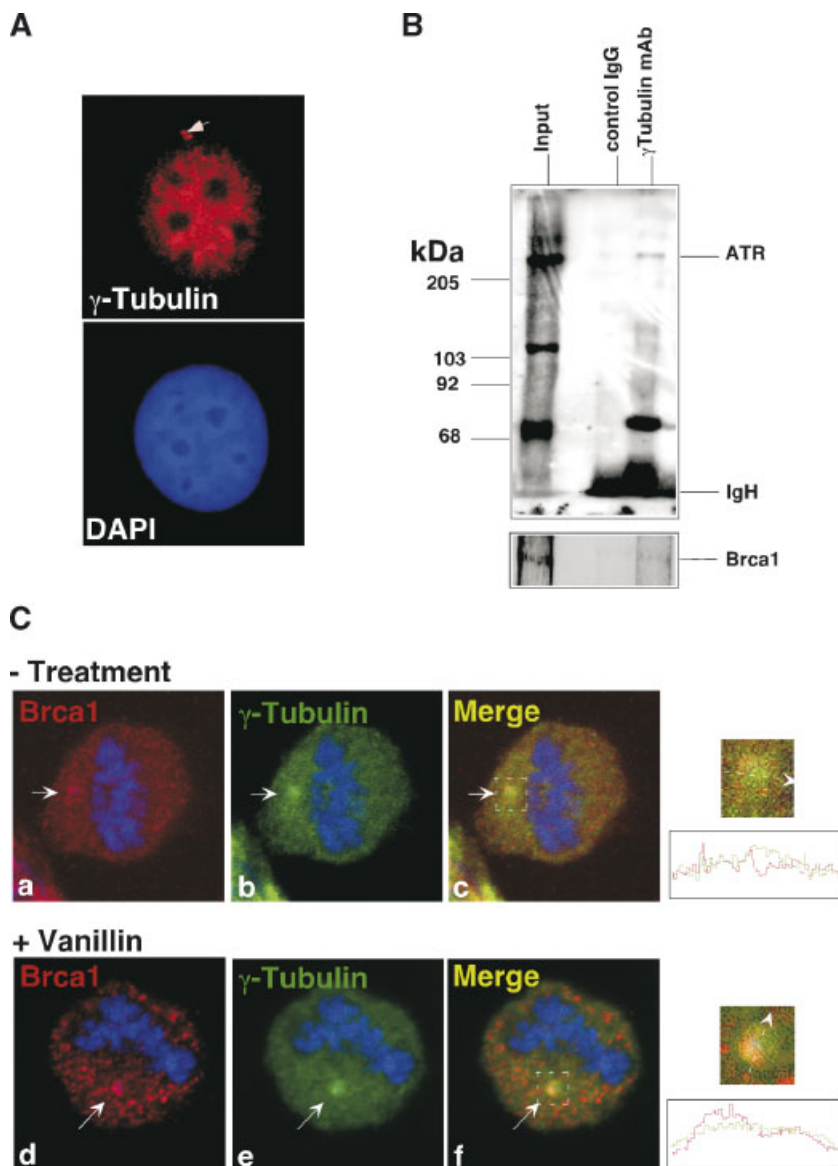 A
γ-Tubulin
DAPI
B
Input
control IgG
γTubulin mAb
kDa
205
103
92
68
ATR
IgH
Brca1
C
- Treatment
Brca1
a
γ-Tubulin
b
Merge
c
+ Vanillin
Brca1
d
γ-Tubulin
e
Merge
f